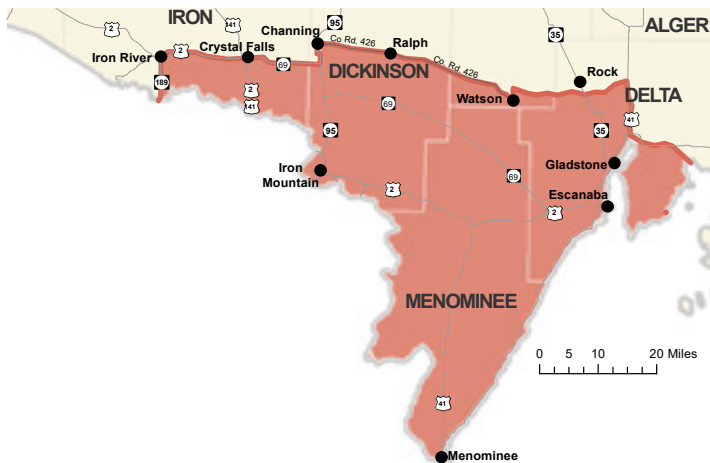 IRON
ALGER
2
141
95
Channing
Co Rd. 426
Ralph
35
Iron River
2
Crystal Falls
69
DICKINSON
Co Rd. 426
Rock
189
2
141
69
Watson
DELTA
41
95
35
Iron
Mountain
2
69
Gladstone
Escanaba
2
MENOMINEE
0 5 10 20 Miles
41
Menominee